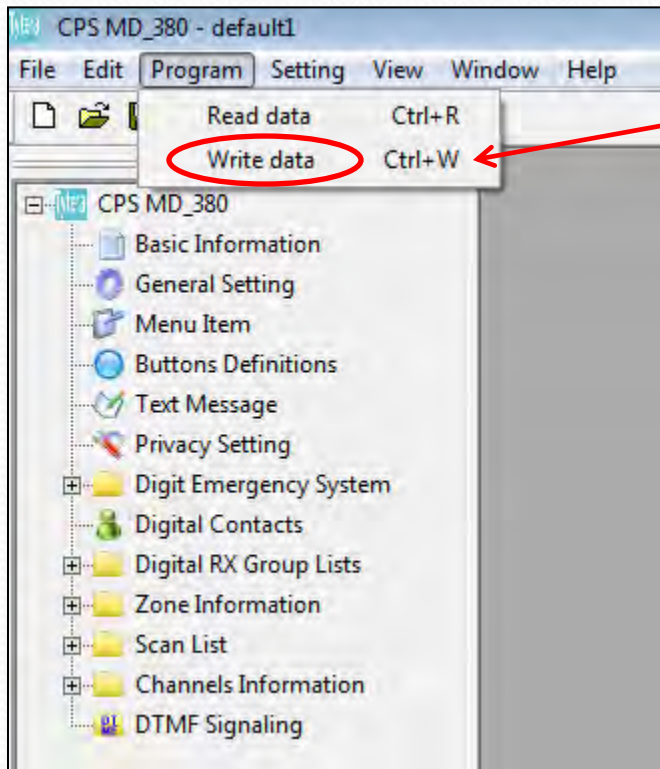 CPS MD_380 - default1
File Edit Program Setting View Window Help
Read data Ctrl+R
Write data Ctrl+W
CPS MD_380
Basic Information
General Setting
Menu Item
Buttons Definitions
Text Message
Privacy Setting
Digit Emergency System
Digital Contacts
Digital RX Group Lists
Zone Information
Scan List
Channels Information
DTMF Signaling